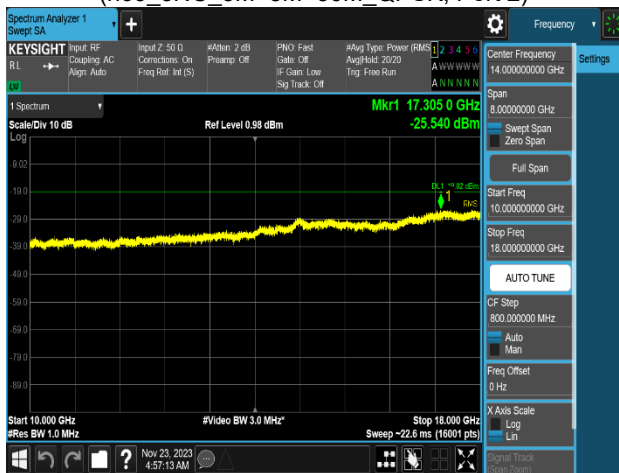 Spectrum Analyzer 1
Swept SA
+
Frequency
KEYSIGHT
RL
Input: RF
Coupling: AC
Align: Auto
Input Z: 50 Ω
Corrections: On
Freq Ref: Int (S)
#Atten: 2 dB
Preamp: Off
PNO: Fast
Gate: Off
IF Gain: Low
Sig Track: Off
#Avg Type: Power (RMS
Avg|Hold: 20/20
Trig: Free Run
1 2 3 4 5 6
A W W W W W
A N N N N N
1 Spectrum
Scale/Div 10 dB
Log
Ref Level 0.98 dBm
Mkr1 17.305 0 GHz
-25.540 dBm
-9.02
-19.0
-29.0
-39.0
-49.0
-59.0
-69.0
-79.0
-89.0
1
RMS
Start 10.000 GHz
#Res BW 1.0 MHz
#Video BW 3.0 MHz*
Stop 18.000 GHz
Sweep ~22.6 ms (16001 pts)
Center Frequency
14.000000000 GHz
Settings
Span
8.00000000 GHz
Swept Span
Zero Span
Full Span
Start Freq
10.000000000 GHz
Stop Freq
18.000000000 GHz
AUTO TUNE
CF Step
800.000000 MHz
Auto
Man
Freq Offset
0 Hz
X Axis Scale
Log
Lin
Signal Track
(Span Zoom)
?
Nov 23, 2023
4:57:13 AM